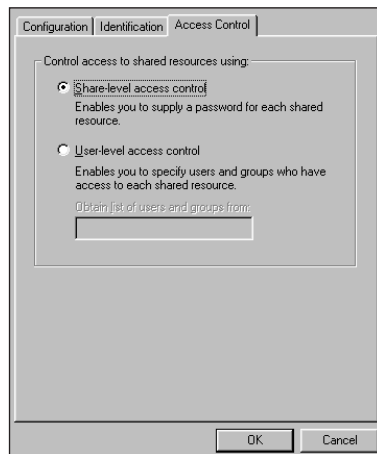 Configuration Identification Access Control
Control access to shared resources using:
Share-level access control
Enables you to supply a password for each shared
resource.
User-level access control
Enables you to specify users and groups who have
access to each shared resource.
Obtain list of users and groups from:
OK Cancel